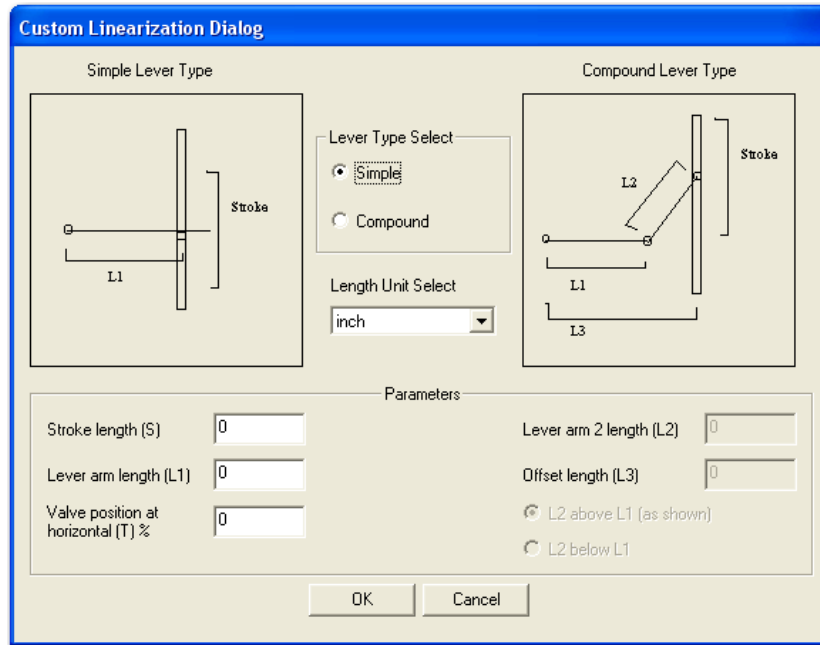 Custom Linearization Dialog
Simple Lever Type
Compound Lever Type
Stroke
L1
Lever Type Select
Simple
Compound
Length Unit Select
inch
Stroke
L2
L1
L3
Parameters
Stroke length (S) 0
Lever arm length (L1) 0
Valve position at
horizontal (T) % 0
Lever arm 2 length (L2) 0
Offset length (L3) 0
L2 above L1 (as shown)
L2 below L1
OK Cancel